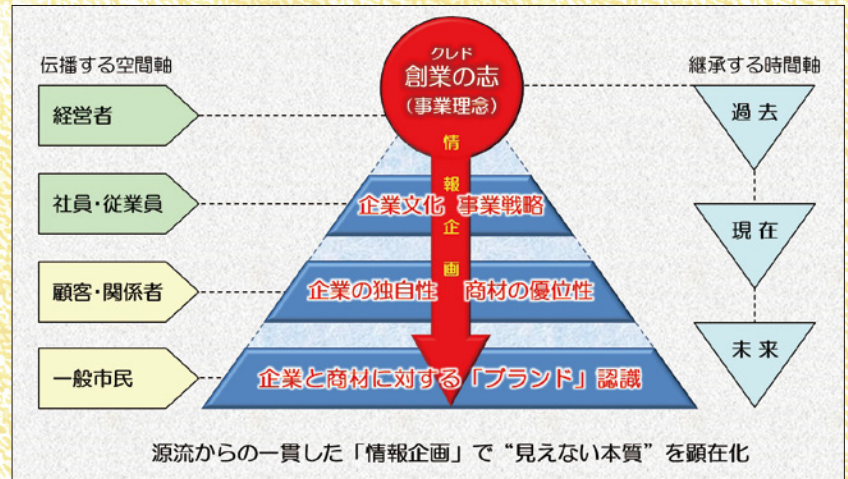 伝播する空間軸
経営者
社員・従業員
顧客・関係者
一般市民
クレド
創業の志
（事業理念）
情報企画
企業文化 事業戦略
企業の独自性 商材の優位性
企業と商材に対する「ブランド」認識
継承する時間軸
過去
現在
未来
源流からの一貫した「情報企画」で“見えない本質”を顕在化